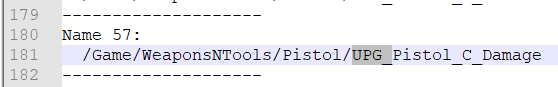 179 --------------------
180 Name 57:
181 /Game/WeaponsNTools/Pistol/UPG_Pistol_C_Damage
182 --------------------